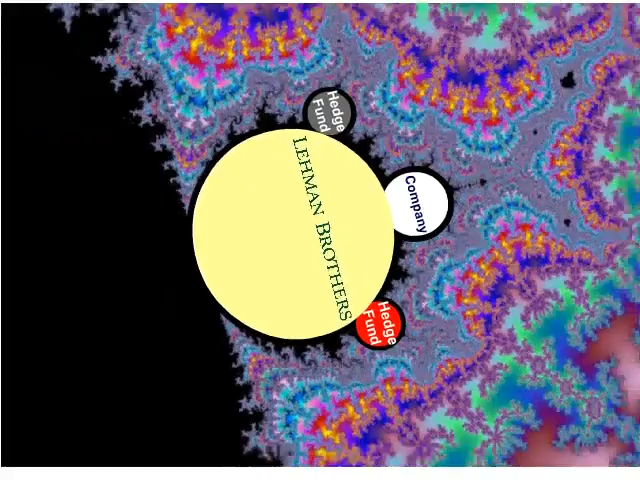 Hedge
Fund
LEHMAN BROTHERS
Company
Hedge
Fund